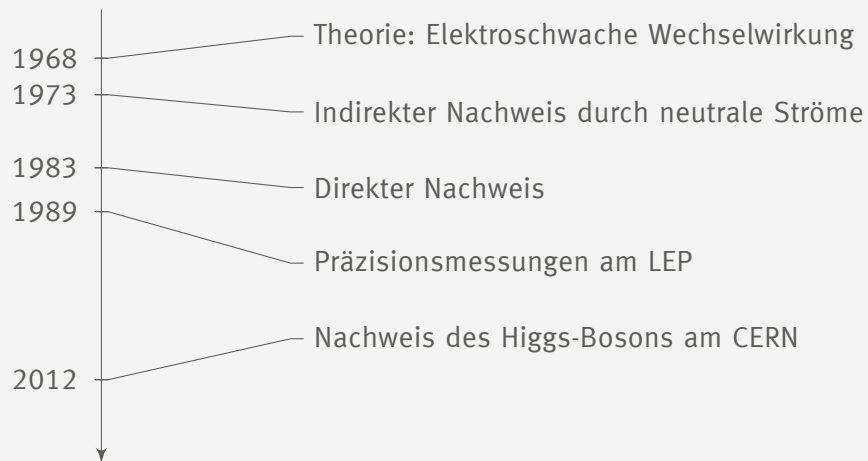 1968 Theorie: Elektroschwache Wechselwirkung
1973 Indirekter Nachweis durch neutrale Ströme
1983 Direkter Nachweis
1989 Präzisionsmessungen am LEP
2012 Nachweis des Higgs-Bosons am CERN